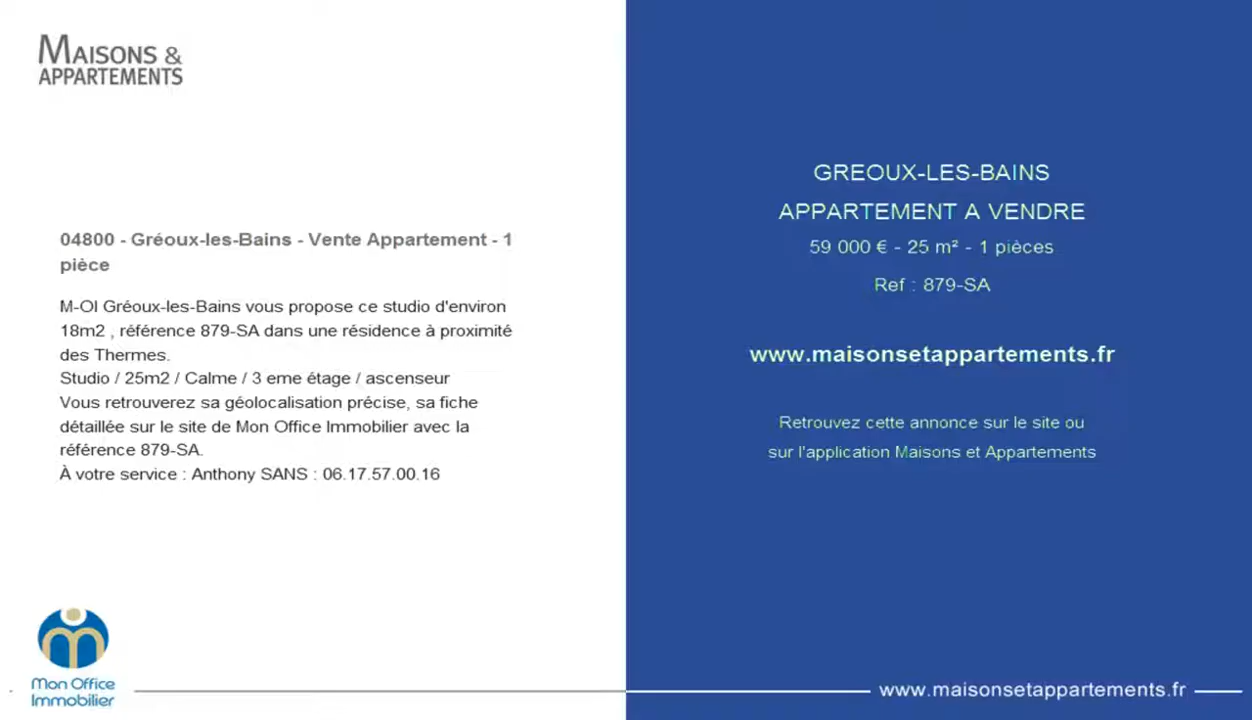 MAISONS &
APPARTEMENTS
04800 - Gréoux-les-Bains - Vente Appartement - 1
pièce
M-OI Gréoux-les-Bains vous propose ce studio d'environ
18m2 , référence 879-SA dans une résidence à proximité
des Thermes.
Studio / 25m2 / Calme / 3 eme étage / ascenseur
Vous retrouverez sa géolocalisation précise, sa fiche
détaillée sur le site de Mon Office Immobilier avec la
référence 879-SA.
À votre service : Anthony SANS : 06.17.57.00.16
Mon Office
Immobilier
GREOUX-LES-BAINS
APPARTEMENT A VENDRE
59 000 € - 25 m² - 1 pièces
Ref : 879-SA
www.maisonsetappartements.fr
Retrouvez cette annonce sur le site ou
sur l'application Maisons et Appartements
www.maisonsetappartements.fr